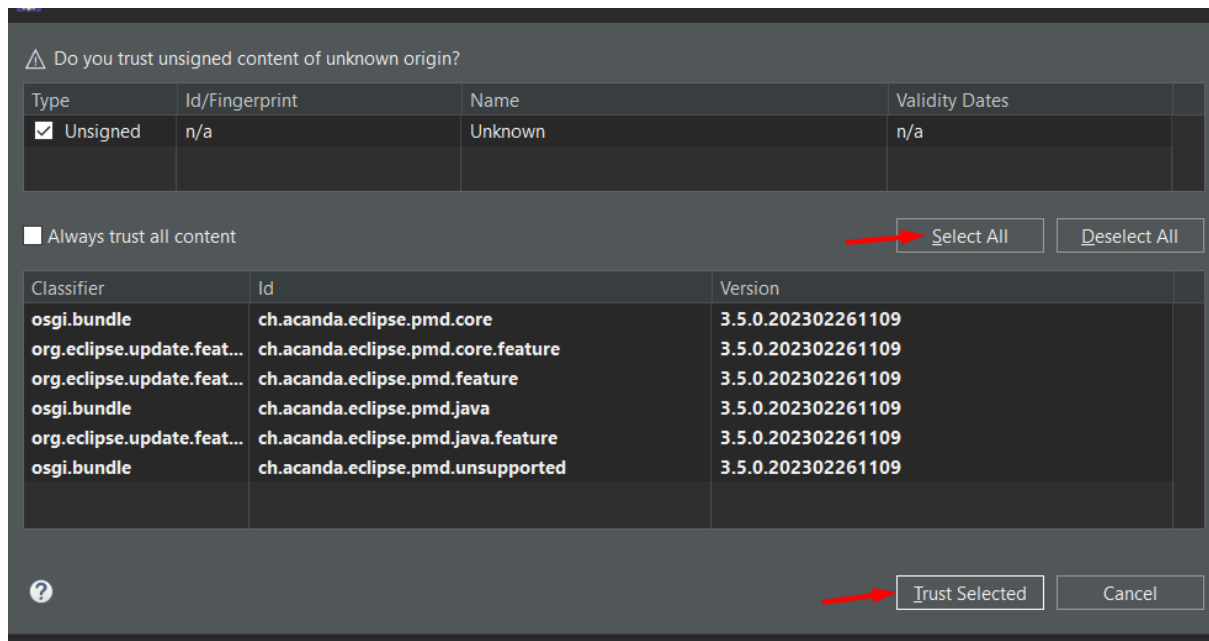 Do you trust unsigned content of unknown origin?
Type Id/Fingerprint Name Validity Dates
Unsigned n/a Unknown n/a
Always trust all content Select All Deselect All
Classifier Id Version
osgi.bundle ch.acanda.eclipse.pmd.core 3.5.0.202302261109
org.eclipse.update.feat... ch.acanda.eclipse.pmd.core.feature 3.5.0.202302261109
org.eclipse.update.feat... ch.acanda.eclipse.pmd.feature 3.5.0.202302261109
osgi.bundle ch.acanda.eclipse.pmd.java 3.5.0.202302261109
org.eclipse.update.feat... ch.acanda.eclipse.pmd.java.feature 3.5.0.202302261109
osgi.bundle ch.acanda.eclipse.pmd.unsupported 3.5.0.202302261109
? Trust Selected Cancel